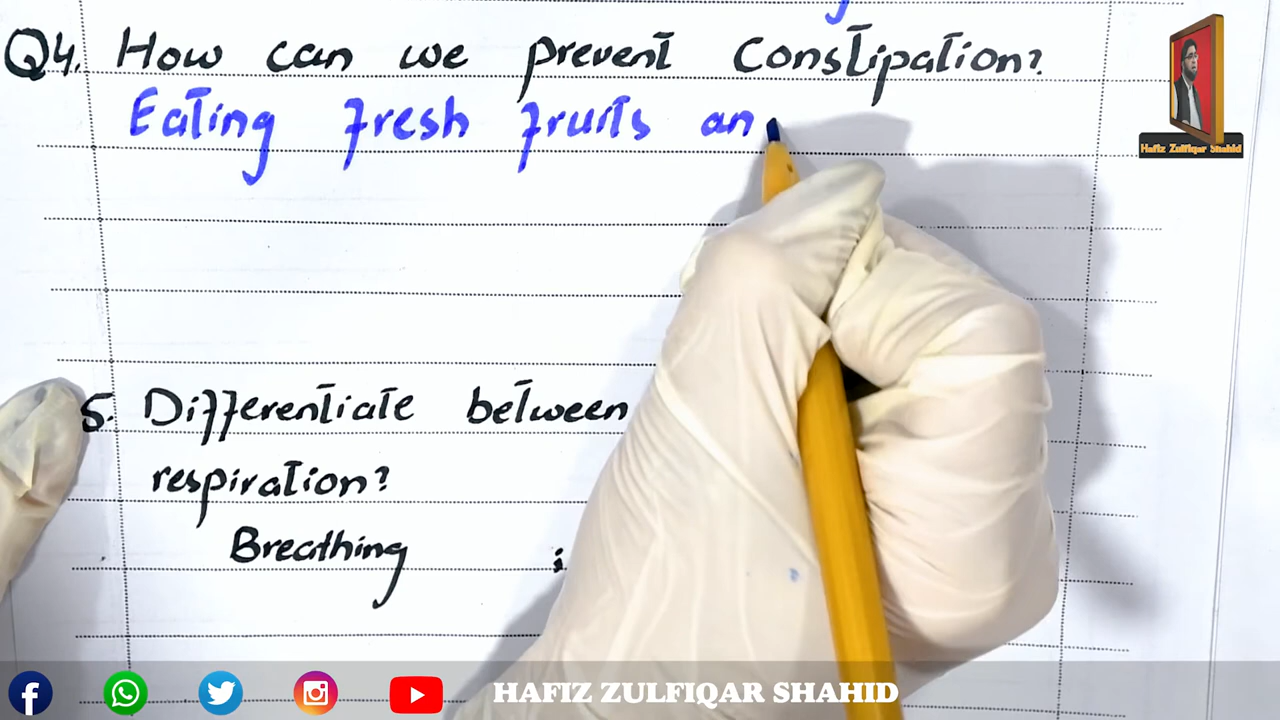 Q4. How can we prevent Constipation?
Eating fresh fruits an
5. Differentiate between
respiration?
Breathing
Hafiz Zulfiqar Shahid
HAFIZ ZULFIQAR SHAHID